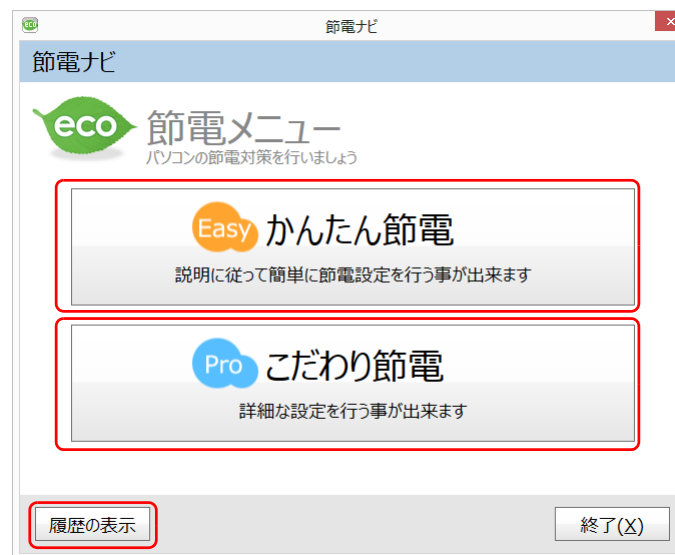 eco
節電ナビ
×
節電ナビ
eco
節電メニュー
パソコンの節電対策を行いましょう
Easy かんたん節電
説明に従って簡単に節電設定を行う事が出来ます
Pro こだわり節電
詳細な設定を行う事が出来ます
履歴の表示
終了(X)